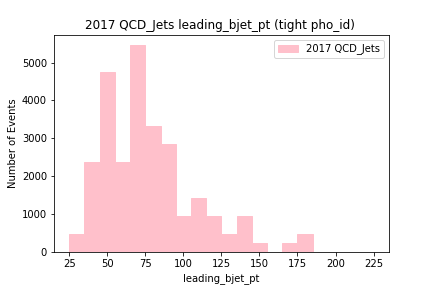 2017 QCD_Jets leading_bjet_pt (tight pho_id)
2017 QCD_Jets
Number of Events
5000
4000
3000
2000
1000
0
25 50 75 100 125 150 175 200 225
leading_bjet_pt